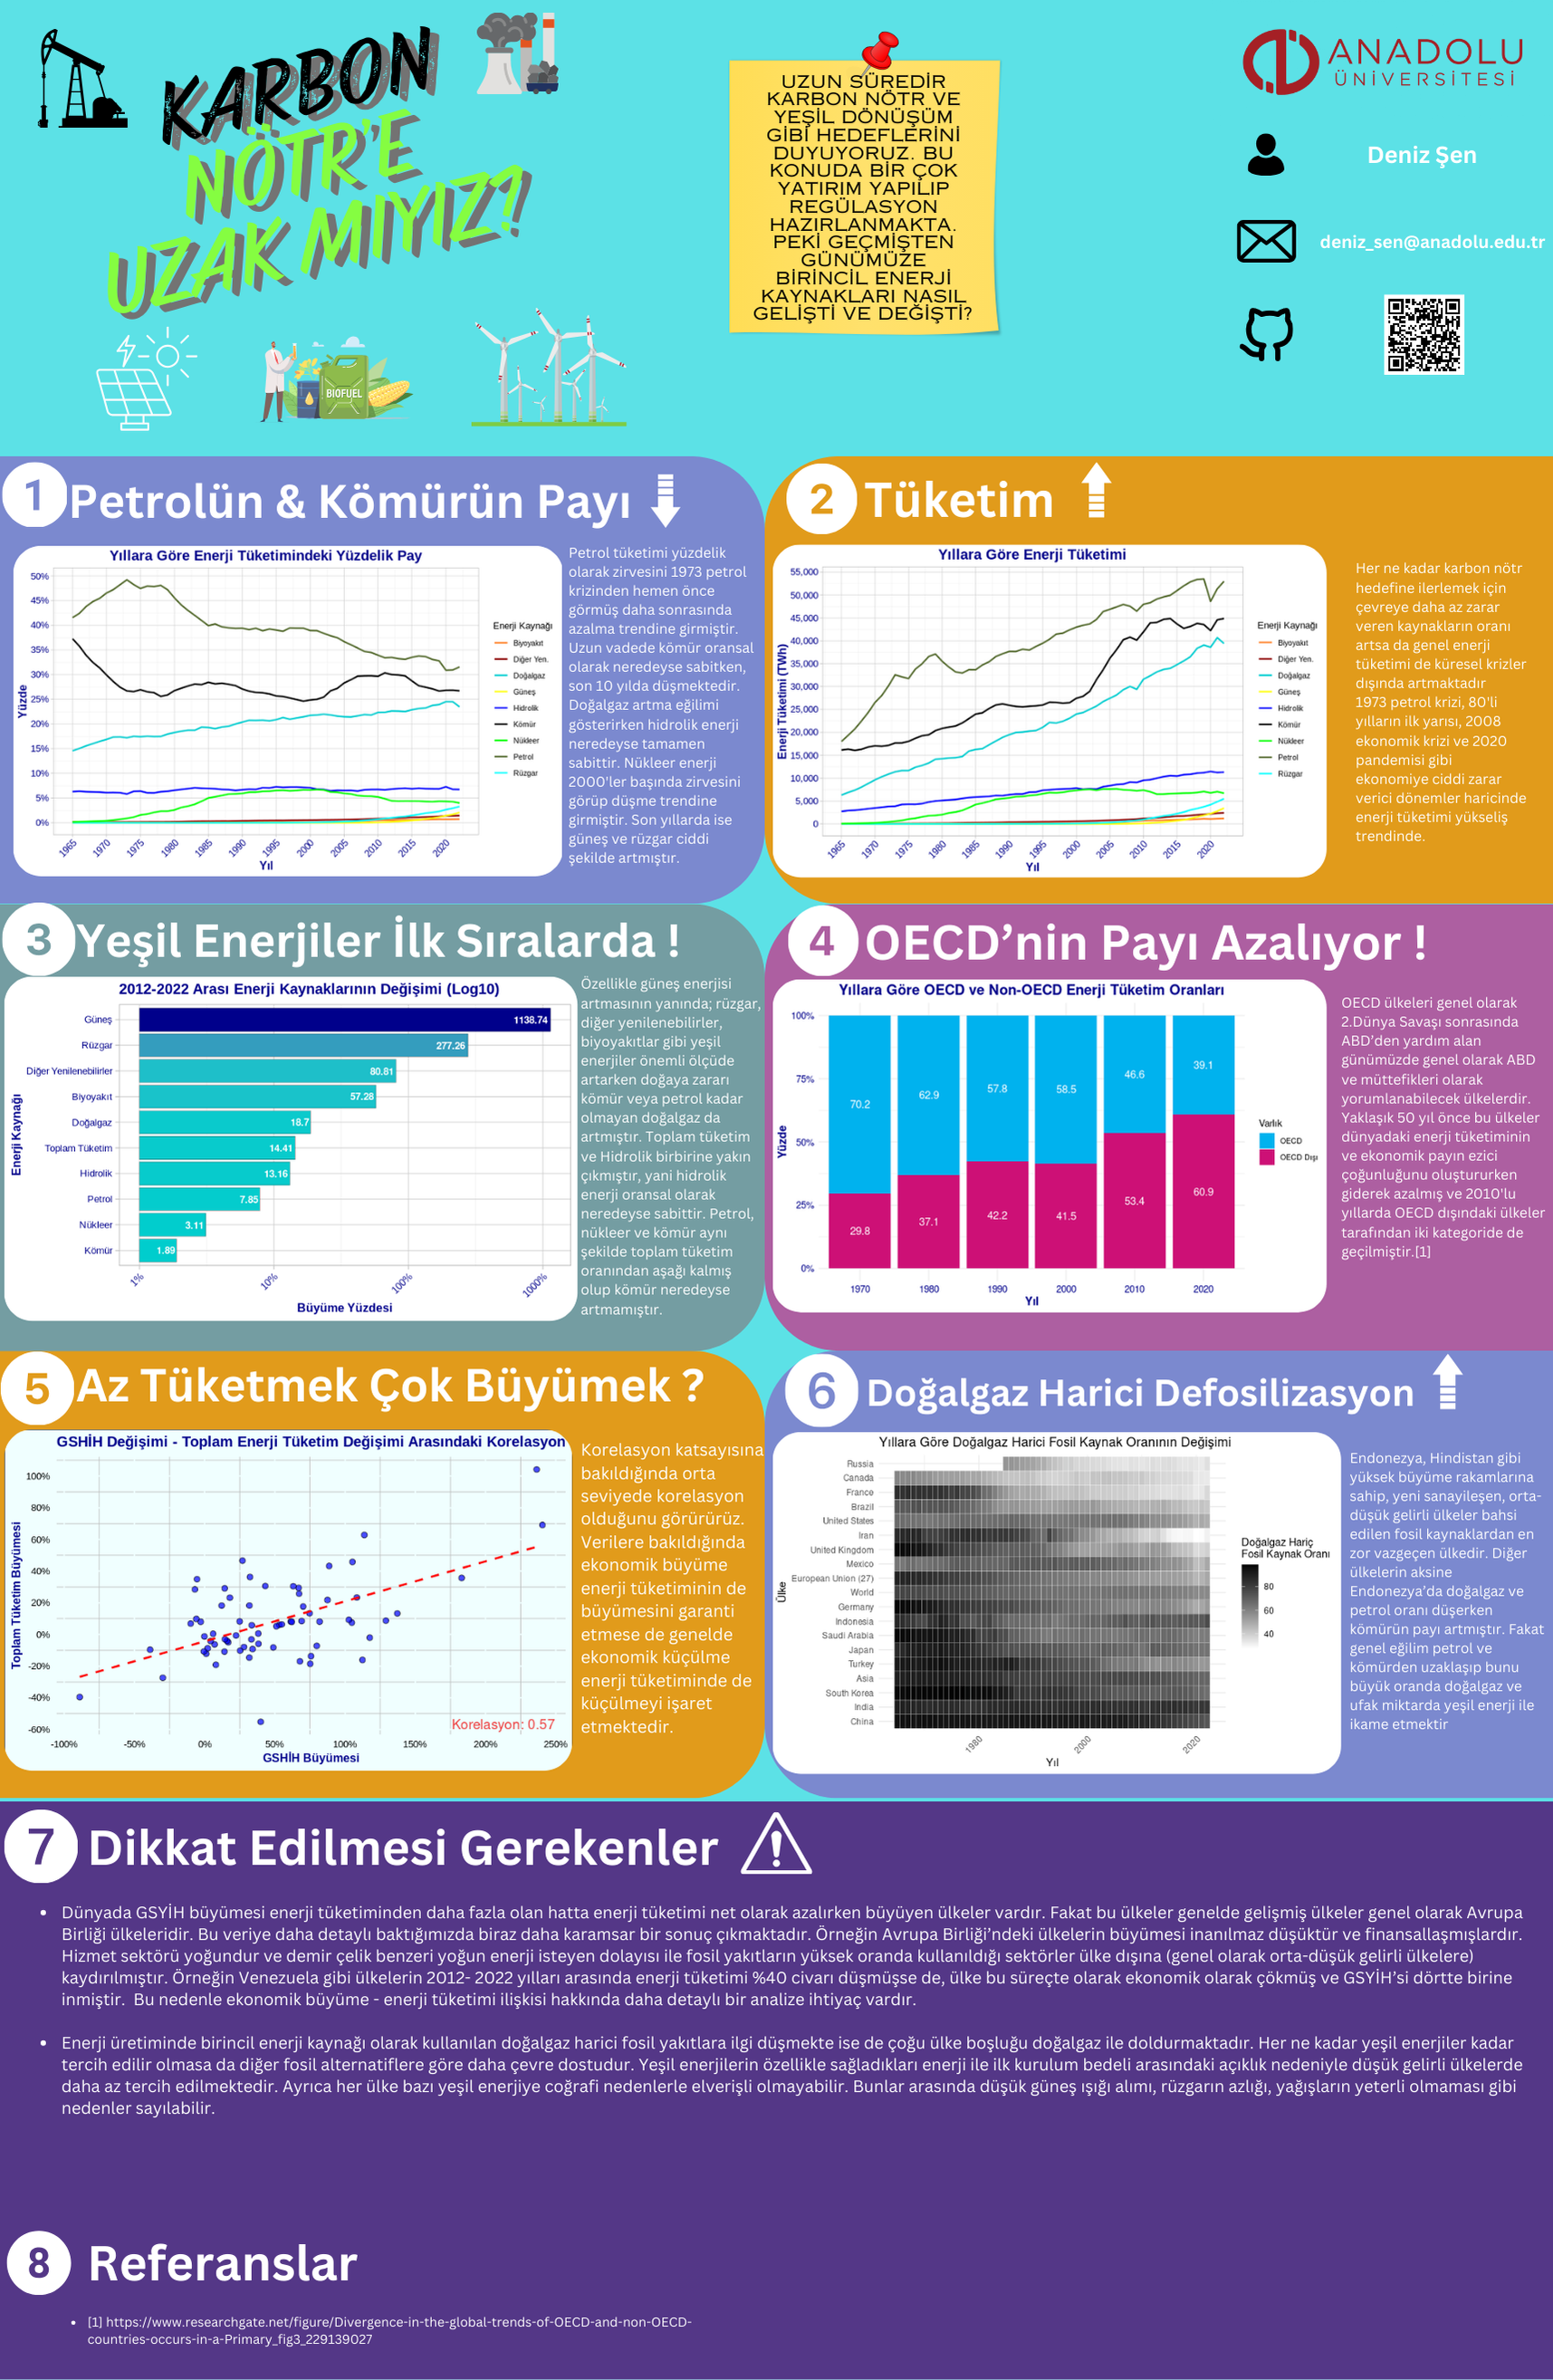 KARBON
NÖTR'E
UZAK MIYIZ?
BIOFUEL
UZUN SÜREDİR
KARBON NÖTR VE
YEŞİL DÖNÜŞÜM
GİBİ HEDEFLERİNİ
DUYUYORUZ. BU
KONUDA BİR ÇOK
YATIRIM YAPILIP
REGÜLASYON
HAZIRLANMAKTA.
PEKİ GEÇMİŞTEN
GÜNÜMÜZE
BİRİNCİL ENERJİ
KAYNAKLARI NASIL
GELİŞTİ VE DEĞİŞTİ?
ANADOLU
ÜNİVERSİTESİ
Deniz Şen
deniz_sen@anadolu.edu.tr
1 Petrolün & Kömürün Payı
Yıllara Göre Enerji Tüketimindeki Yüzdelik Pay
50%
45%
40%
35%
30%
25%
20%
15%
10%
5%
0%
Yüzde
1965 1970 1975 1980 1985 1990 1995 2000 2005 2010 2015 2020
Yıl
Enerji Kaynağı
Biyoyakıt
Diğer Yen.
Doğalgaz
Güneş
Hidrolik
Kömür
Nükleer
Petrol
Rüzgar
Petrol tüketimi yüzdelik
olarak zirvesini 1973 petrol
krizinden hemen önce
görmüş daha sonrasında
azalma trendine girmiştir.
Uzun vadede kömür oransal
olarak neredeyse sabitken,
son 10 yılda düşmektedir.
Doğalgaz artma eğilimi
gösterirken hidrolik enerji
neredeyse tamamen
sabittir. Nükleer enerji
2000'ler başında zirvesini
görüp düşme trendine
girmiştir. Son yıllarda ise
güneş ve rüzgar ciddi
şekilde artmıştır.
2 Tüketim
Yıllara Göre Enerji Tüketimi
55,000
50,000
45,000
40,000
35,000
30,000
25,000
20,000
15,000
10,000
5,000
0
Enerji Tüketimi (TWh)
1965 1970 1975 1980 1985 1990 1995 2000 2005 2010 2015 2020
Yıl
Enerji Kaynağı
Biyoyakıt
Diğer Yen.
Doğalgaz
Güneş
Hidrolik
Kömür
Nükleer
Petrol
Rüzgar
Her ne kadar karbon nötr
hedefine ilerlemek için
çevreye daha az zarar
veren kaynakların oranı
artsa da genel enerji
tüketimi de küresel krizler
dışında artmaktadır
1973 petrol krizi, 80'li
yılların ilk yarısı, 2008
ekonomik krizi ve 2020
pandemisi gibi
ekonomiye ciddi zarar
verici dönemler haricinde
enerji tüketimi yükseliş
trendinde.
3 Yeşil Enerjiler İlk Sıralarda !
2012-2022 Arası Enerji Kaynaklarının Değişimi (Log10)
Enerji Kaynağı
Güneş 1138.74
Rüzgar 277.26
Diğer Yenilenebilirler 80.81
Biyoyakıt 57.28
Doğalgaz 18.7
Toplam Tüketim 14.41
Hidrolik 13.16
Petrol 7.85
Nükleer 3.11
Kömür 1.89
1% 10% 100% 1000%
Büyüme Yüzdesi
Özellikle güneş enerjisi
artmasının yanında; rüzgar,
diğer yenilenebilirler,
biyoyakıtlar gibi yeşil
enerjiler önemli ölçüde
artarken doğaya zararı
kömür veya petrol kadar
olmayan doğalgaz da
artmıştır. Toplam tüketim
ve Hidrolik birbirine yakın
çıkmıştır, yani hidrolik
enerji oransal olarak
neredeyse sabittir. Petrol,
nükleer ve kömür aynı
şekilde toplam tüketim
oranından aşağı kalmış
olup kömür neredeyse
artmamıştır.
4 OECD’nin Payı Azalıyor !
Yıllara Göre OECD ve Non-OECD Enerji Tüketim Oranları
100%
75%
50%
25%
0%
Yüzde
70.2 62.9 57.8 58.5 46.6 39.1
29.8 37.1 42.2 41.5 53.4 60.9
1970 1980 1990 2000 2010 2020
Yıl
Varlık
OECD
OECD Dışı
OECD ülkeleri genel olarak
2.Dünya Savaşı sonrasında
ABD’den yardım alan
günümüzde genel olarak ABD
ve müttefikleri olarak
yorumlanabilecek ülkelerdir.
Yaklaşık 50 yıl önce bu ülkeler
dünyadaki enerji tüketiminin
ve ekonomik payın ezici
çoğunluğunu oluştururken
giderek azalmış ve 2010'lu
yıllarda OECD dışındaki ülkeler
tarafından iki kategoride de
geçilmiştir.[1]
5 Az Tüketmek Çok Büyümek ?
GSHİH Değişimi - Toplam Enerji Tüketim Değişimi Arasındaki Korelasyon
Toplam Tüketim Büyümesi
100%
80%
60%
40%
20%
0%
-20%
-40%
-60%
Korelasyon: 0.57
-100% -50% 0% 50% 100% 150% 200% 250%
GSHİH Büyümesi
Korelasyon katsayısına
bakıldığında orta
seviyede korelasyon
olduğunu görürürüz.
Verilere bakıldığında
ekonomik büyüme
enerji tüketiminin de
büyümesini garanti
etmese de genelde
ekonomik küçülme
enerji tüketiminde de
küçülmeyi işaret
etmektedir.
6 Doğalgaz Harici Defosilizasyon
Yıllara Göre Doğalgaz Harici Fosil Kaynak Oranının Değişimi
Ülke
Russia
Canada
France
Brazil
United States
Iran
United Kingdom
Mexico
European Union (27)
World
Germany
Indonesia
Saudi Arabia
Japan
Turkey
Asia
South Korea
India
China
1980 2000 2020
Yıl
Doğalgaz Hariç
Fosil Kaynak Oranı
80
60
40
Endonezya, Hindistan gibi
yüksek büyüme rakamlarına
sahip, yeni sanayileşen, orta-
düşük gelirli ülkeler bahsi
edilen fosil kaynaklardan en
zor vazgeçen ülkedir. Diğer
ülkelerin aksine
Endonezya’da doğalgaz ve
petrol oranı düşerken
kömürün payı artmıştır. Fakat
genel eğilim petrol ve
kömürden uzaklaşıp bunu
büyük oranda doğalgaz ve
ufak miktarda yeşil enerji ile
ikame etmektir
7 Dikkat Edilmesi Gerekenler
• Dünyada GSYİH büyümesi enerji tüketiminden daha fazla olan hatta enerji tüketimi net olarak azalırken büyüyen ülkeler vardır. Fakat bu ülkeler genelde gelişmiş ülkeler genel olarak Avrupa
Birliği ülkeleridir. Bu veriye daha detaylı baktığımızda biraz daha karamsar bir sonuç çıkmaktadır. Örneğin Avrupa Birliği’ndeki ülkelerin büyümesi inanılmaz düşüktür ve finansallaşmışlardır.
Hizmet sektörü yoğundur ve demir çelik benzeri yoğun enerji isteyen dolayısı ile fosil yakıtların yüksek oranda kullanıldığı sektörler ülke dışına (genel olarak orta-düşük gelirli ülkelere)
kaydırılmıştır. Örneğin Venezuela gibi ülkelerin 2012- 2022 yılları arasında enerji tüketimi %40 civarı düşmüşse de, ülke bu süreçte olarak ekonomik olarak çökmüş ve GSYİH’si dörtte birine
inmiştir. Bu nedenle ekonomik büyüme - enerji tüketimi ilişkisi hakkında daha detaylı bir analize ihtiyaç vardır.
• Enerji üretiminde birincil enerji kaynağı olarak kullanılan doğalgaz harici fosil yakıtlara ilgi düşmekte ise de çoğu ülke boşluğu doğalgaz ile doldurmaktadır. Her ne kadar yeşil enerjiler kadar
tercih edilir olmasa da diğer fosil alternatiflere göre daha çevre dostudur. Yeşil enerjilerin özellikle sağladıkları enerji ile ilk kurulum bedeli arasındaki açıklık nedeniyle düşük gelirli ülkelerde
daha az tercih edilmektedir. Ayrıca her ülke bazı yeşil enerjiye coğrafi nedenlerle elverişli olmayabilir. Bunlar arasında düşük güneş ışığı alımı, rüzgarın azlığı, yağışların yeterli olmaması gibi
nedenler sayılabilir.
8 Referanslar
• [1] https://www.researchgate.net/figure/Divergence-in-the-global-trends-of-OECD-and-non-OECD-
countries-occurs-in-a-Primary_fig3_229139027